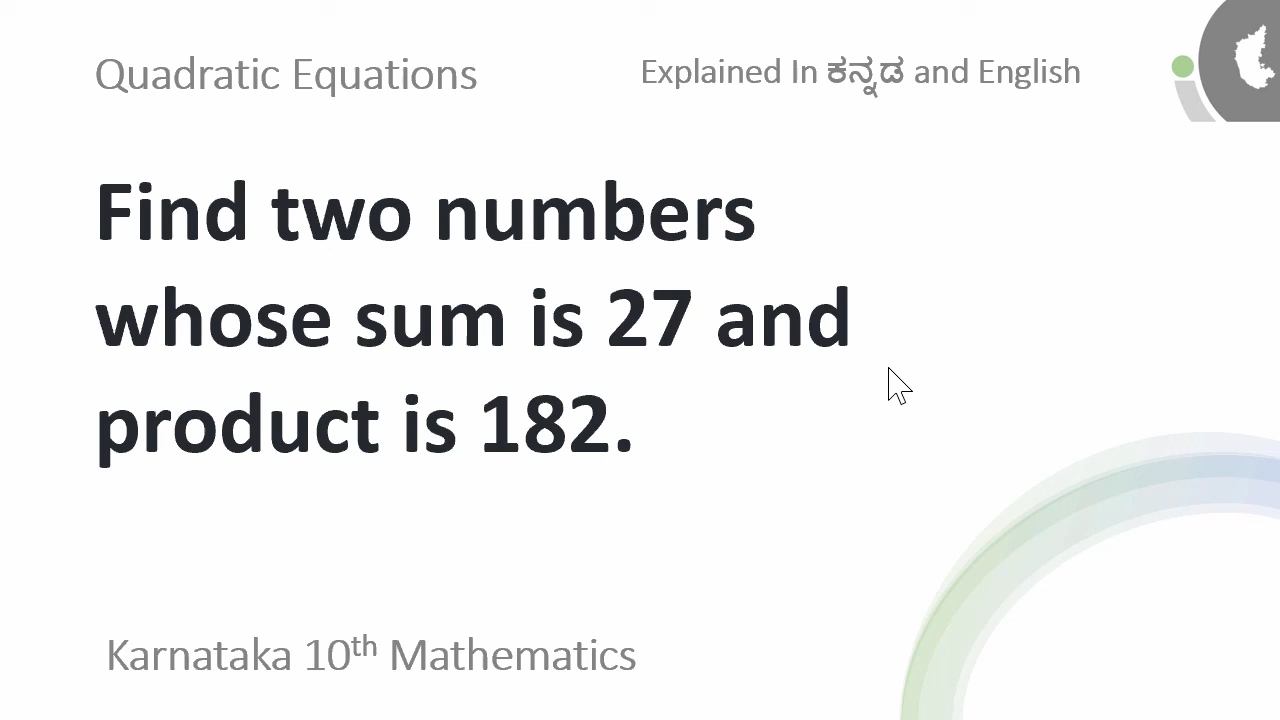 Quadratic Equations
Explained In ಕನ್ನಡ and English
Find two numbers
whose sum is 27 and
product is 182.
Karnataka 10th Mathematics